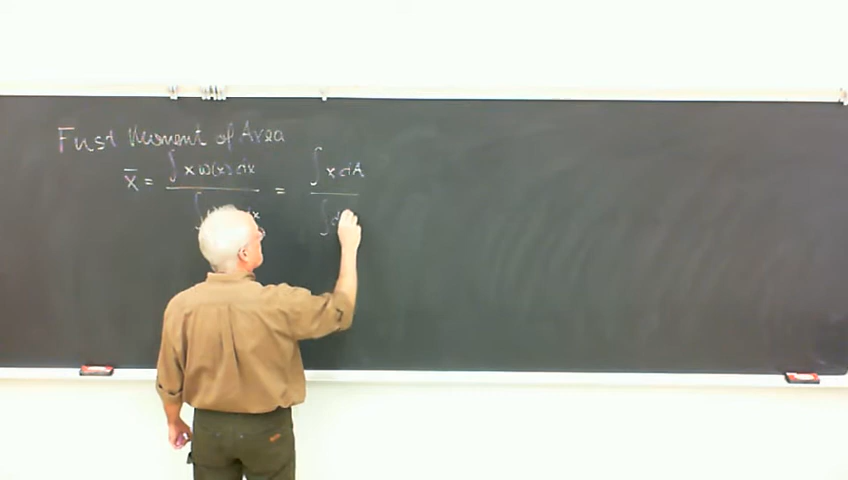 First Moment of Area
x̄ = ∫ x w(x) dx / ∫ dx = ∫ x dA / ∫ d